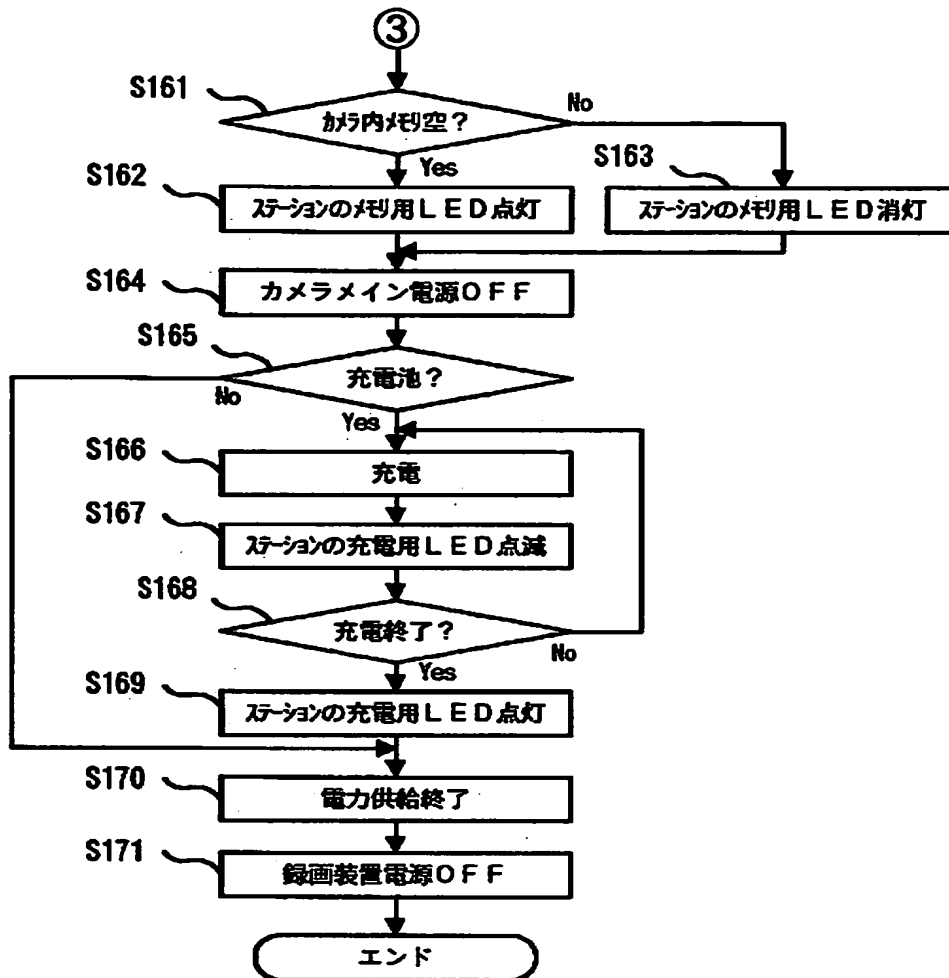 ③
S161
カメラ内メモリ空？
No
Yes
S162
ステーションのメモリ用ＬＥＤ点灯
S163
ステーションのメモリ用ＬＥＤ消灯
S164
カメラメイン電源ＯＦＦ
S165
充電池？
No
Yes
S166
充電
S167
ステーションの充電用ＬＥＤ点滅
S168
充電終了？
No
Yes
S169
ステーションの充電用ＬＥＤ点灯
S170
電力供給終了
S171
録画装置電源ＯＦＦ
エンド